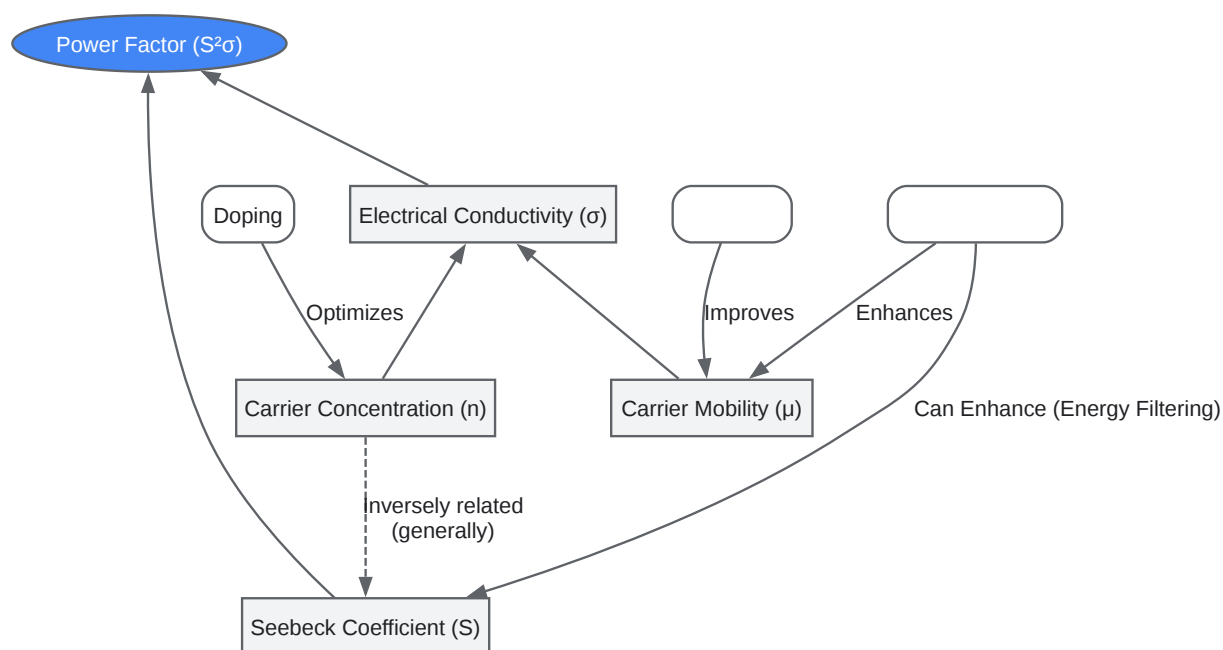 Power Factor (S²σ)
Doping
Electrical Conductivity (σ)
Optimizes
Improves
Enhances
Carrier Concentration (n)
Carrier Mobility (μ)
Can Enhance (Energy Filtering)
Inversely related
(generally)
Seebeck Coefficient (S)